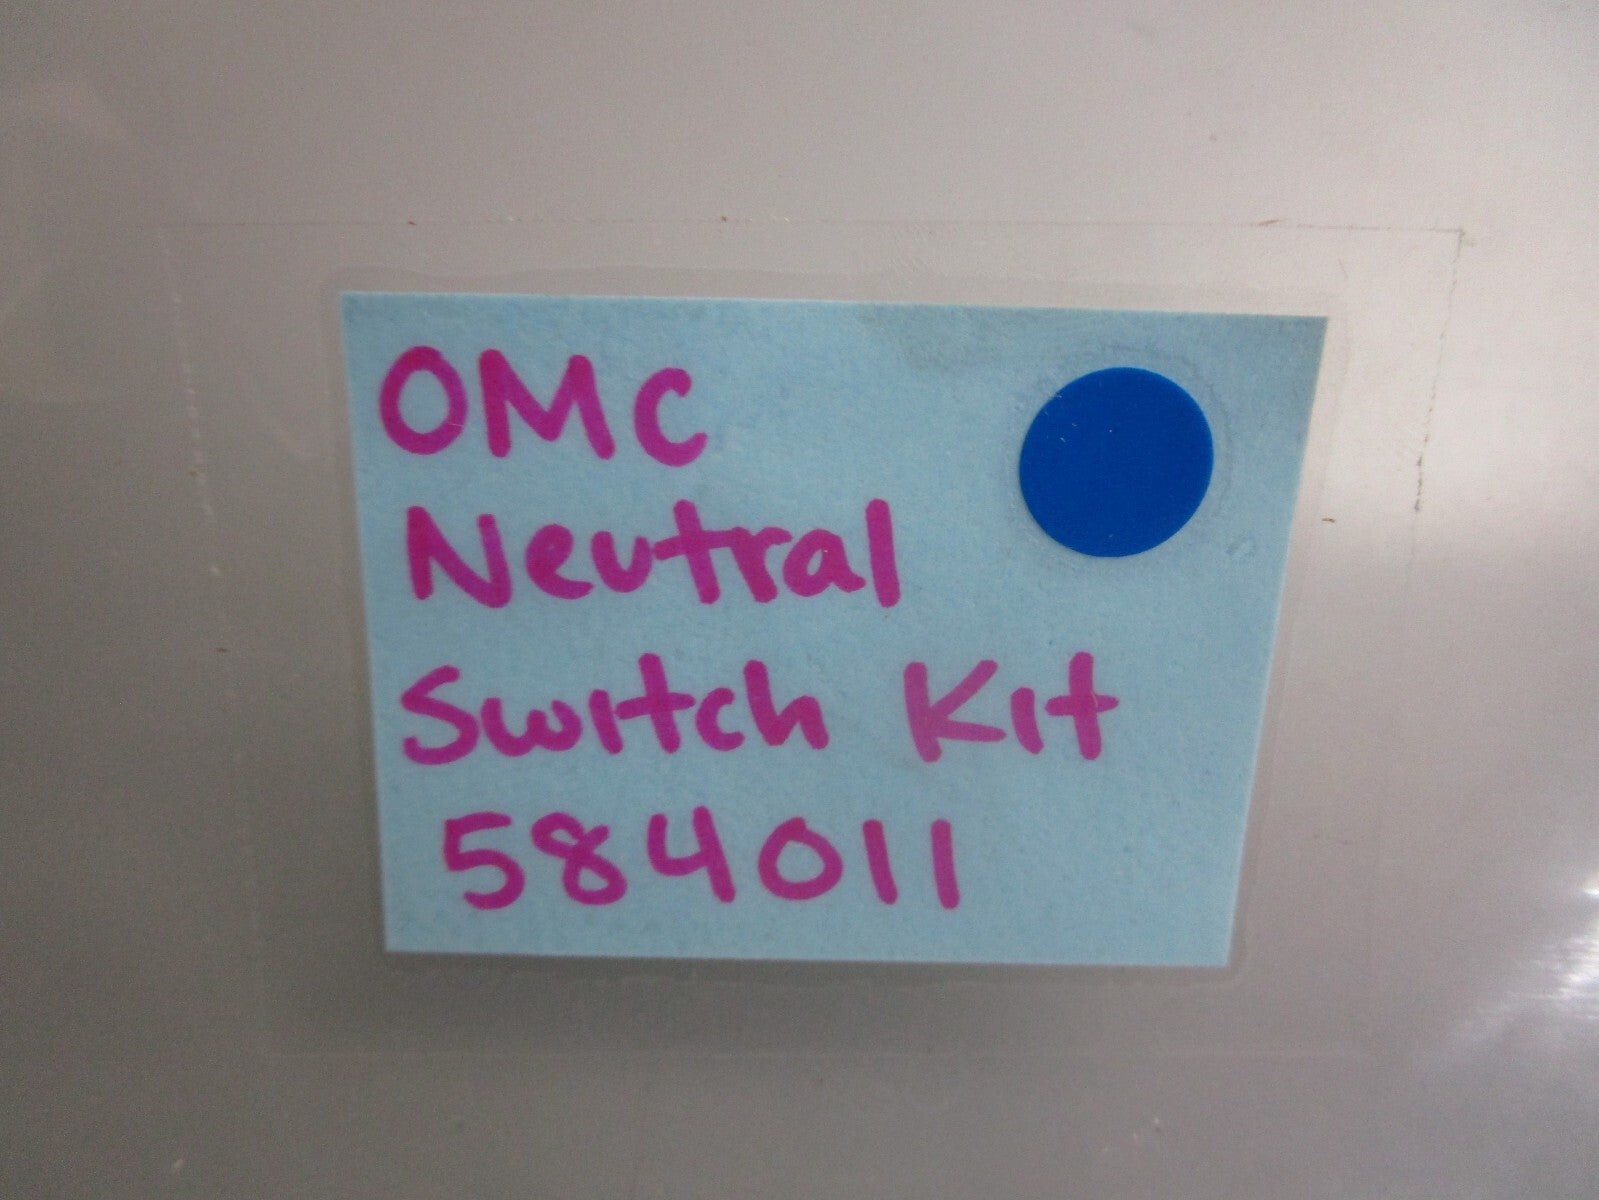 OMC
Neutral
Switch Kit
584011